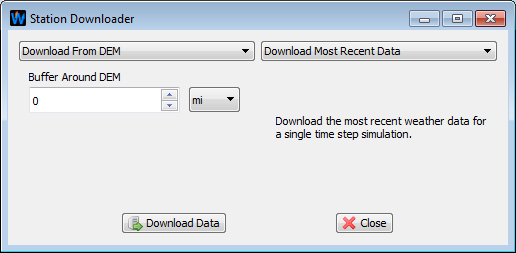 Station Downloader
Download From DEM
Download Most Recent Data
Buffer Around DEM
0
mi
Download the most recent weather data for
a single time step simulation.
Download Data
Close